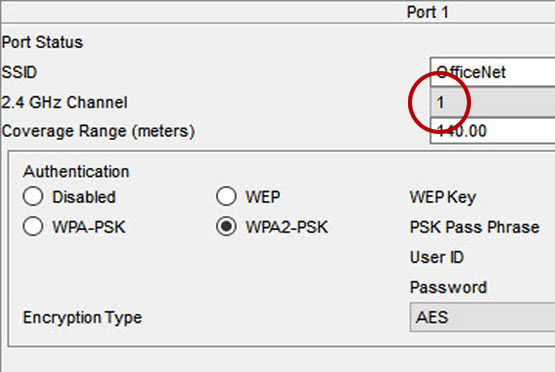 Port 1
Port Status
SSID OfficeNet
2.4 GHz Channel 1
Coverage Range (meters) 140.00
Authentication
Disabled WEP WEP Key
WPA-PSK WPA2-PSK PSK Pass Phrase
User ID
Password
Encryption Type AES